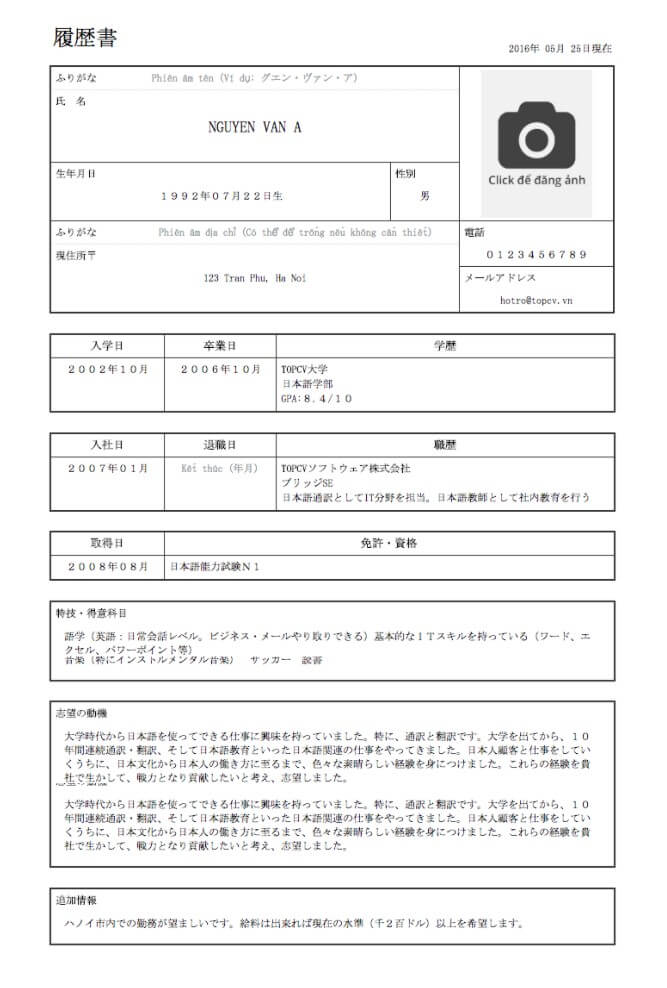 履歴書
2016年 05月 25日現在
ふりがな Phiên âm tên (Ví dụ: グエン・ヴァン・ア)
氏 名
NGUYEN VAN A
Click để đăng ảnh
生年月日 性別
１９９２年０７月２２日生 男
ふりがな Phiên âm địa chỉ (Có thể để trống nếu không cần thiết) 電話
現住所〒 ０１２３４５６７８９
123 Tran Phu, Ha Noi メールアドレス
hotro@topcv.vn
入学日 卒業日 学歴
２００２年１０月 ２００６年１０月 TOPCV大学
日本語学部
GPA:８.４/１０
入社日 退職日 職歴
２００７年０１月 Kết thúc (年月) TOPCVソフトウェア株式会社
ブリッジSE
日本語通訳としてIT分野を担当。日本語教師として社内教育を行う
取得日 免許・資格
２００８年０８月 日本語能力試験Ｎ１
特技・得意科目
語学（英語：日常会話レベル。ビジネス・メールやり取りできる）基本的なＩＴスキルを持っている（ワード、エ
クセル、パワーポイント等）
音楽（特にインストルメンタル音楽） サッカー 読書
志望の動機
大学時代から日本語を使ってできる仕事に興味を持っていました。特に、通訳と翻訳です。大学を出てから、１０
年間連続通訳・翻訳、そして日本語教育といった日本語関連の仕事をやってきました。日本人顧客と仕事をしてい
くうちに、日本文化から日本人の働き方に至るまで、色々な素晴らしい経験を身につけました。これらの経験を貴
社で生かして、戦力となり貢献したいと考え、志望しました。
大学時代から日本語を使ってできる仕事に興味を持っていました。特に、通訳と翻訳です。大学を出てから、１０
年間連続通訳・翻訳、そして日本語教育といった日本語関連の仕事をやってきました。日本人顧客と仕事をしてい
くうちに、日本文化から日本人の働き方に至るまで、色々な素晴らしい経験を身につけました。これらの経験を貴
社で生かして、戦力となり貢献したいと考え、志望しました。
追加情報
ハノイ市内での勤務が望ましいです。給料は出来れば現在の水準（千２百ドル）以上を希望します。